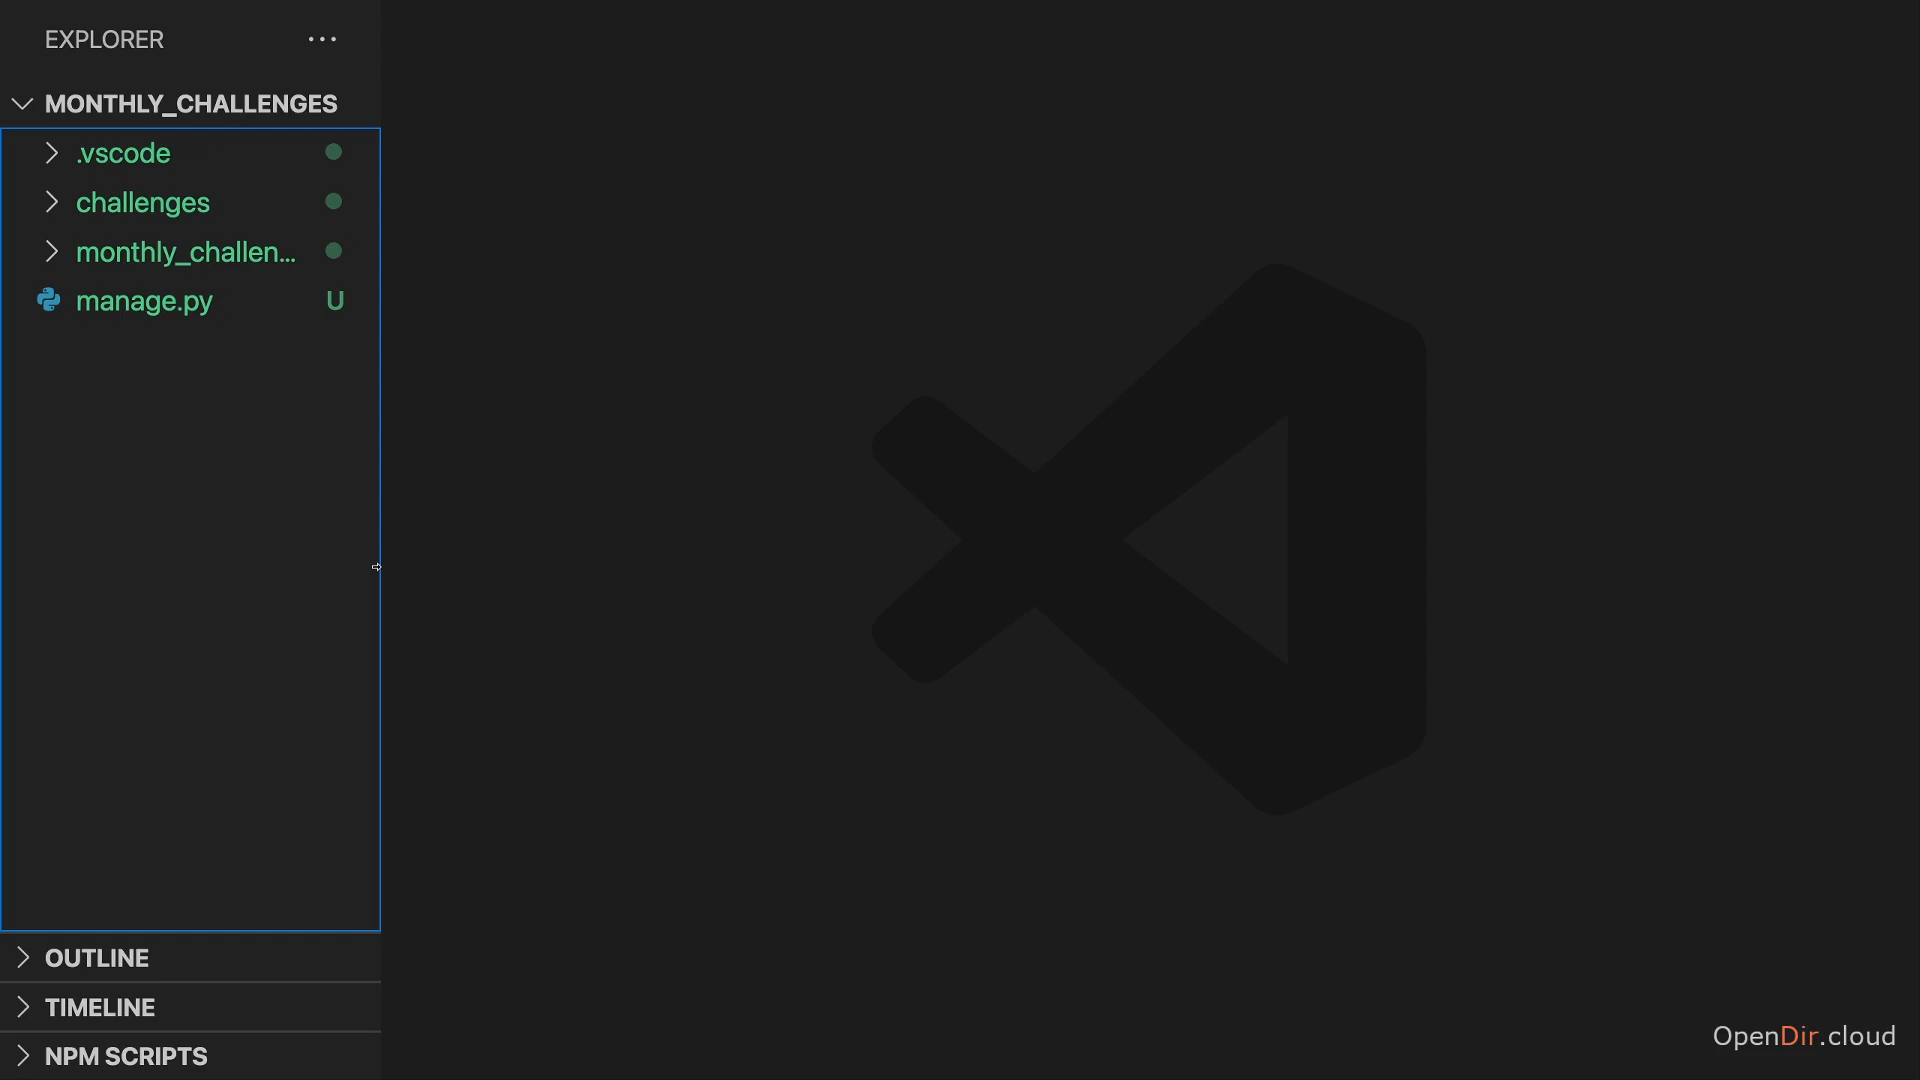 EXPLORER ...
MONTHLY_CHALLENGES
.vscode
challenges
monthly_challen...
manage.py U
OUTLINE
TIMELINE
NPM SCRIPTS
OpenDir.cloud